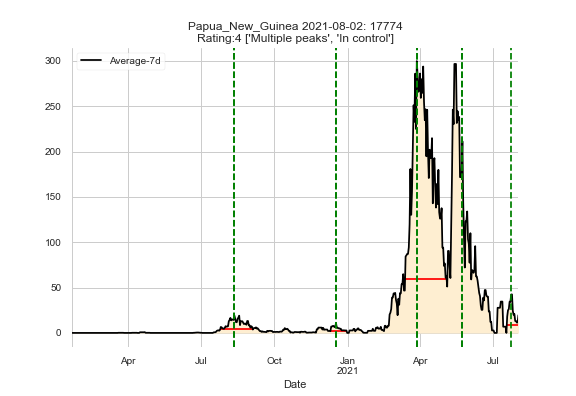 Papua_New_Guinea 2021-08-02: 17774
Rating:4 ['Multiple peaks', 'In control']
Average-7d
300
250
200
150
100
50
0
Apr Jul Oct Jan Apr Jul
2021
Date